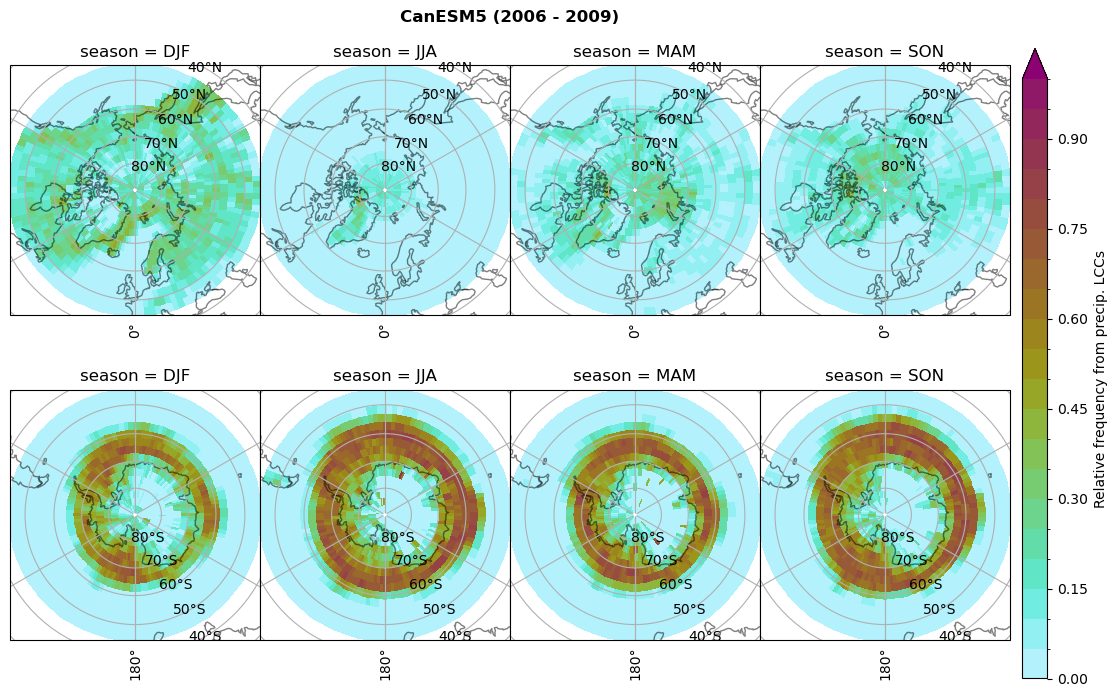 CanESM5 (2006 - 2009)
season = DJF
season = JJA
season = MAM
season = SON
40°N
50°N
60°N
70°N
80°N
0°
40°N
50°N
60°N
70°N
80°N
0°
40°N
50°N
60°N
70°N
80°N
0°
40°N
50°N
60°N
70°N
80°N
0°
season = DJF
season = JJA
season = MAM
season = SON
80°S
70°S
60°S
50°S
40°S
180°
80°S
70°S
60°S
50°S
40°S
180°
80°S
70°S
60°S
50°S
40°S
180°
80°S
70°S
60°S
50°S
40°S
180°
0.90
0.75
0.60
0.45
0.30
0.15
0.00
Relative frequency from precip. LCCs